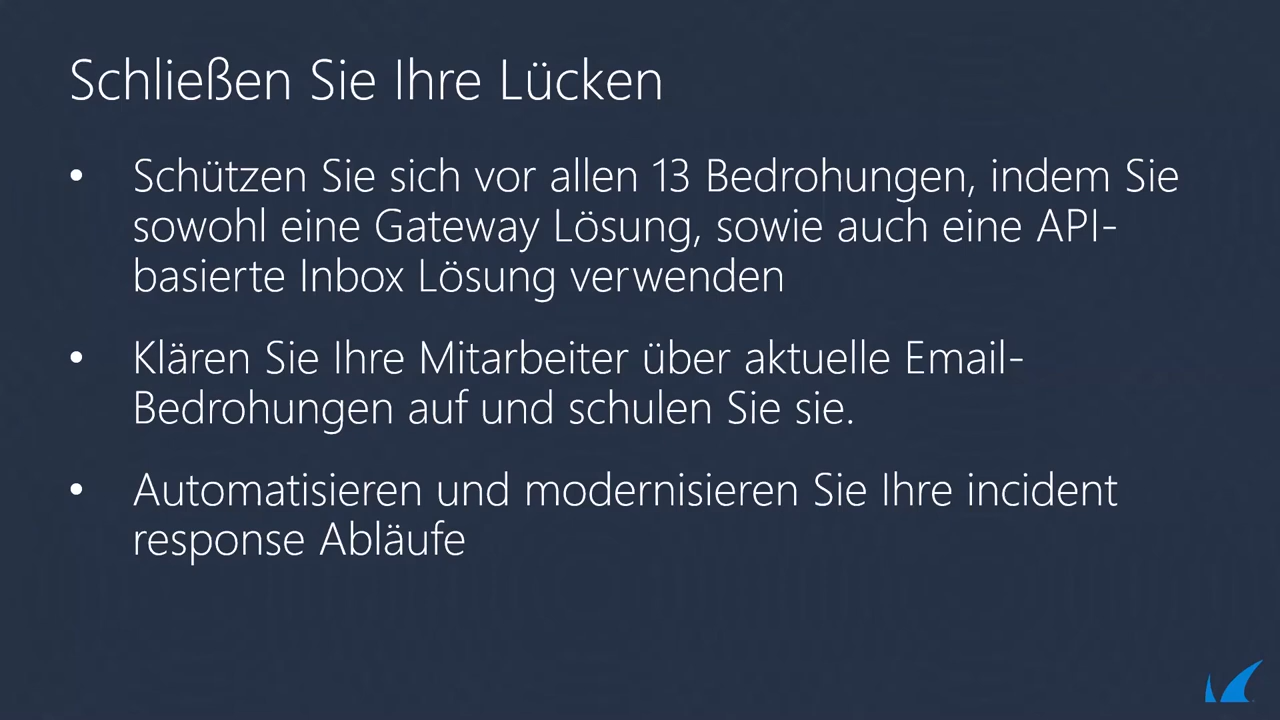 Schließen Sie Ihre Lücken
• Schützen Sie sich vor allen 13 Bedrohungen, indem Sie
sowohl eine Gateway Lösung, sowie auch eine API-
basierte Inbox Lösung verwenden
• Klären Sie Ihre Mitarbeiter über aktuelle Email-
Bedrohungen auf und schulen Sie sie.
• Automatisieren und modernisieren Sie Ihre incident
response Abläufe